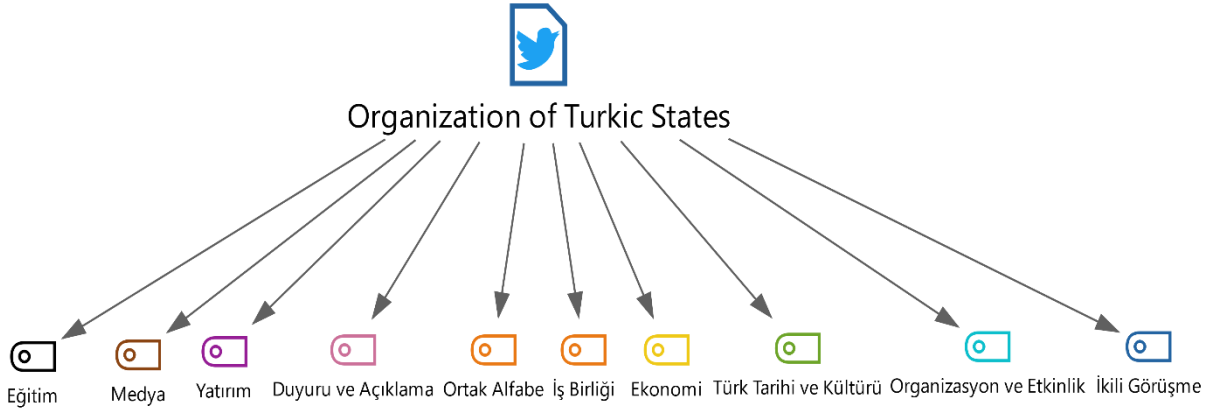 Organization of Turkic States
Eğitim
Medya
Yatırım
Duyuru ve Açıklama
Ortak Alfabe
İş Birliği
Ekonomi
Türk Tarihi ve Kültürü
Organizasyon ve Etkinlik
İkili Görüşme